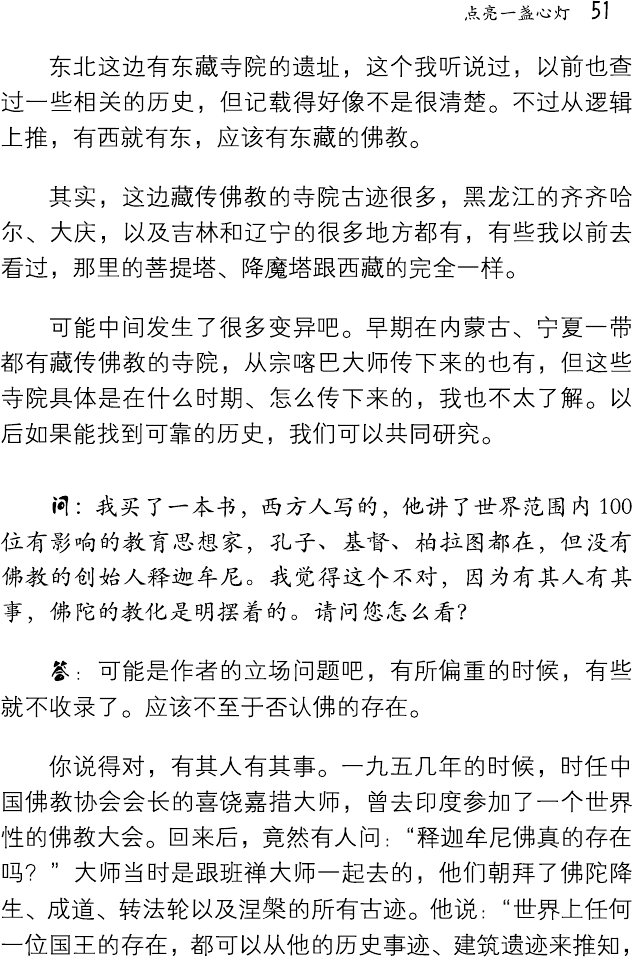 点亮一盏心灯 51
东北这边有东藏寺院的遗址，这个我听说过，以前也查
过一些相关的历史，但记载得好像不是很清楚。不过从逻辑
上推，有西就有东，应该有东藏的佛教。
其实，这边藏传佛教的寺院古迹很多，黑龙江的齐齐哈
尔、大庆，以及吉林和辽宁的很多地方都有，有些我以前去
看过，那里的菩提塔、降魔塔跟西藏的完全一样。
可能中间发生了很多变异吧。早期在内蒙古、宁夏一带
都有藏传佛教的寺院，从宗喀巴大师传下来的也有，但这些
寺院具体是在什么时期、怎么传下来的，我也不太了解。以
后如果能找到可靠的历史，我们可以共同研究。
问：我买了一本书，西方人写的，他讲了世界范围内 100
位有影响的教育思想家，孔子、基督、柏拉图都在，但没有
佛教的创始人释迦牟尼。我觉得这个不对，因为有其人有其
事，佛陀的教化是明摆着的。请问您怎么看？
答：可能是作者的立场问题吧，有所偏重的时候，有些
就不收录了。应该不至于否认佛的存在。
你说得对，有其人有其事。一九五几年的时候，时任中
国佛教协会会长的喜饶嘉措大师，曾去印度参加了一个世界
性的佛教大会。回来后，竟然有人问：“释迦牟尼佛真的存在
吗？”大师当时是跟班禅大师一起去的，他们朝拜了佛陀降
生、成道、转法轮以及涅槃的所有古迹。他说：“世界上任何
一位国王的存在，都可以从他的历史事迹、建筑遗迹来推知，